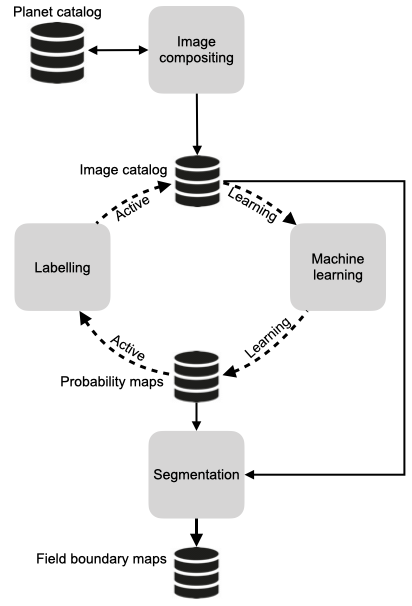 Planet catalog
Image
compositing
Image catalog
Active
Learning
Labelling
Machine
learning
Active
Learning
Probability maps
Segmentation
Field boundary maps